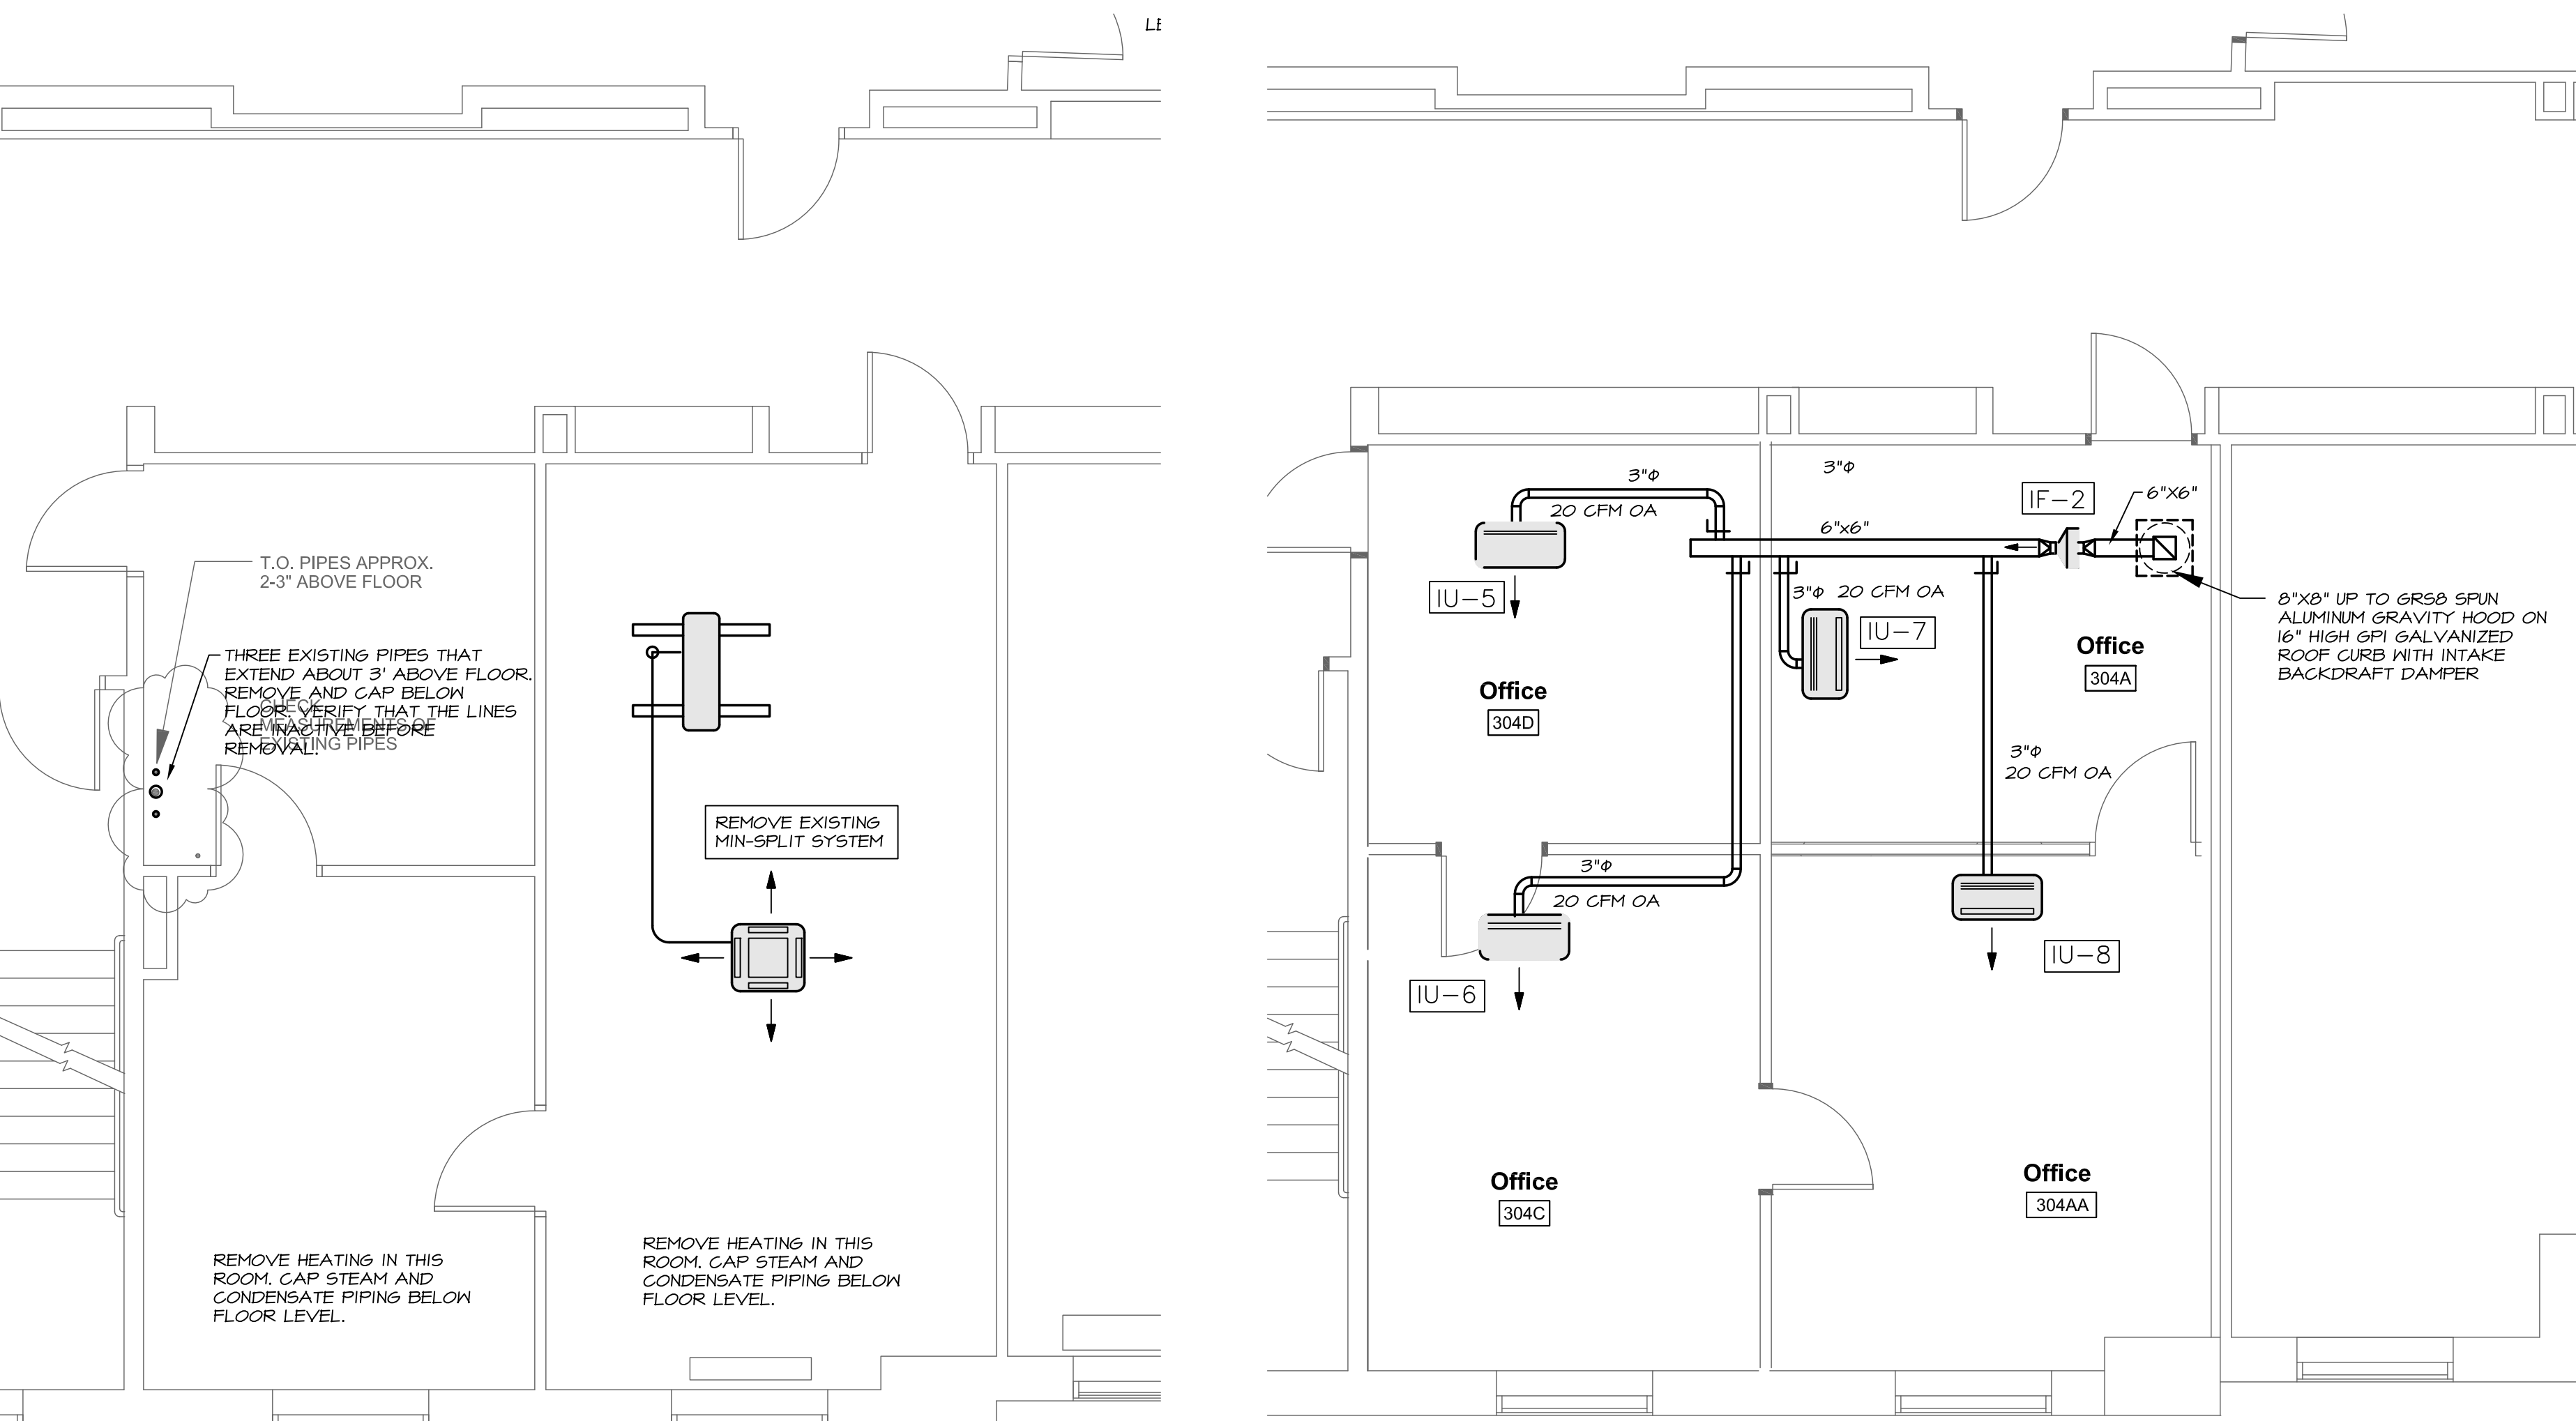 LE
T.O. PIPES APPROX.
2-3" ABOVE FLOOR
THREE EXISTING PIPES THAT
EXTEND ABOUT 3' ABOVE FLOOR.
REMOVE AND CAP BELOW
FLOOR. VERIFY THAT THE LINES
ARE INACTIVE BEFORE
REMOVAL.
CHECK
MEASUREMENTS OF
EXISTING PIPES
REMOVE EXISTING
MIN-SPLIT SYSTEM
REMOVE HEATING IN THIS
ROOM. CAP STEAM AND
CONDENSATE PIPING BELOW
FLOOR LEVEL.
REMOVE HEATING IN THIS
ROOM. CAP STEAM AND
CONDENSATE PIPING BELOW
FLOOR LEVEL.
3"Φ
20 CFM OA
3"Φ
6"x6"
IF-2
6"X6"
IU-5
3"Φ 20 CFM OA
IU-7
8"X8" UP TO GRS8 SPUN
ALUMINUM GRAVITY HOOD ON
16" HIGH GPI GALVANIZED
ROOF CURB WITH INTAKE
BACKDRAFT DAMPER
Office
304A
Office
304D
3"Φ
20 CFM OA
3"Φ
20 CFM OA
IU-6
IU-8
Office
304C
Office
304AA